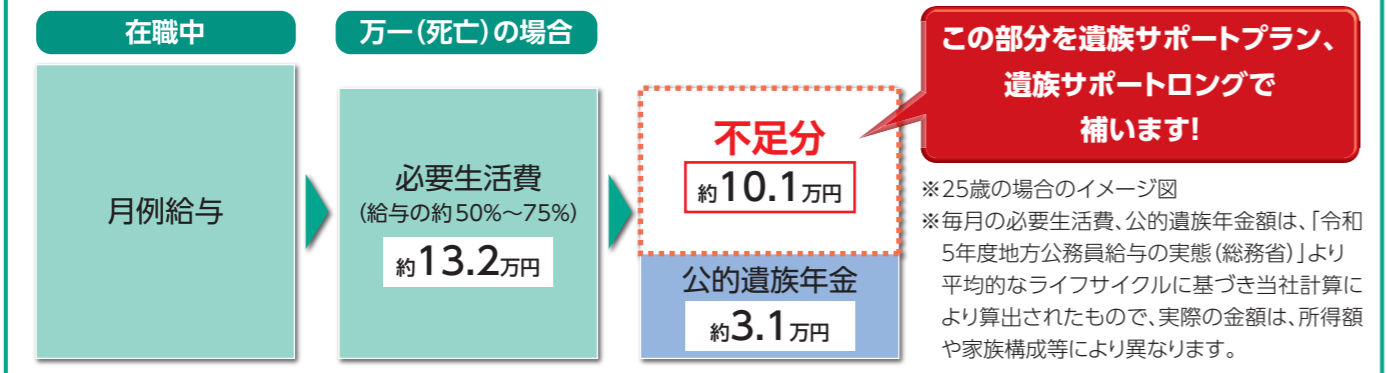 在職中
月例給与
万一(死亡)の場合
必要生活費
(給与の約50%～75%)
約13.2万円
不足分
約10.1万円
公的遺族年金
約3.1万円
この部分を遺族サポートプラン、
遺族サポートロングで
補います!
※25歳の場合のイメージ図
※毎月の必要生活費、公的遺族年金額は、「令和
5年度地方公務員給与の実態(総務省)」より
平均的なライフサイクルに基づき当社計算に
より算出されたもので、実際の金額は、所得額
や家族構成等により異なります。